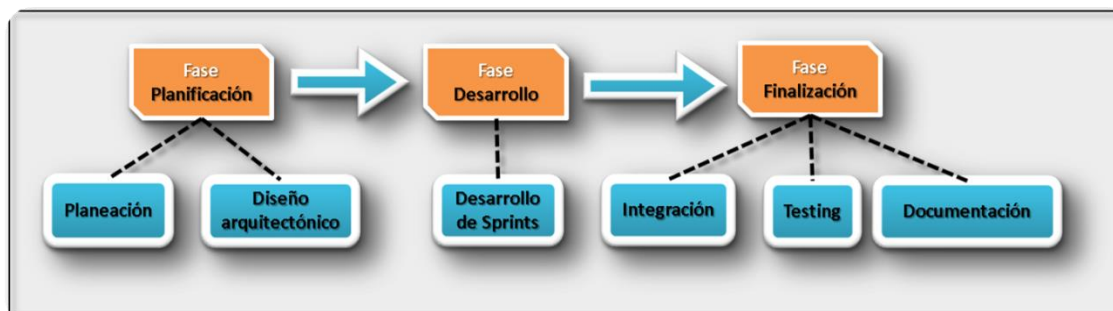 Fase
Planificación
Fase
Desarrollo
Fase
Finalización
Planeación
Diseño
arquitectónico
Desarrollo
de Sprints
Integración
Testing
Documentación